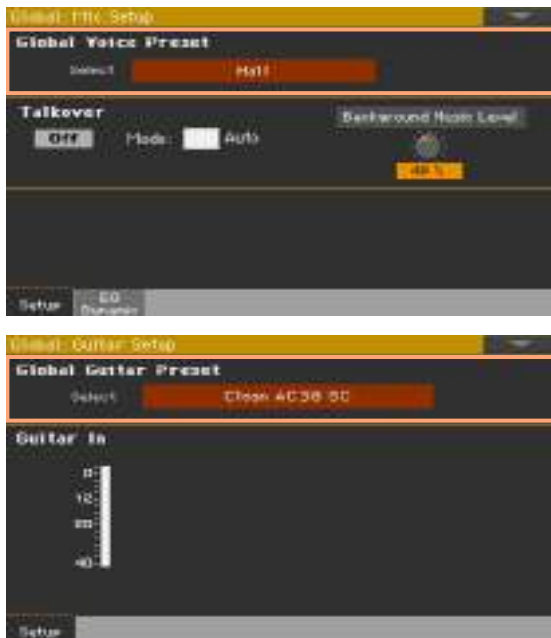 Global: Mic Setup
Global Voice Preset
Select Hall
Talkover Background Music Level
Off Mode: Auto
40 %
Setup EQ
Dynamic
Global: Guitar Setup
Global Guitar Preset
Select Clean AC30 SC
Guitar In
0
12
20
40
Setup